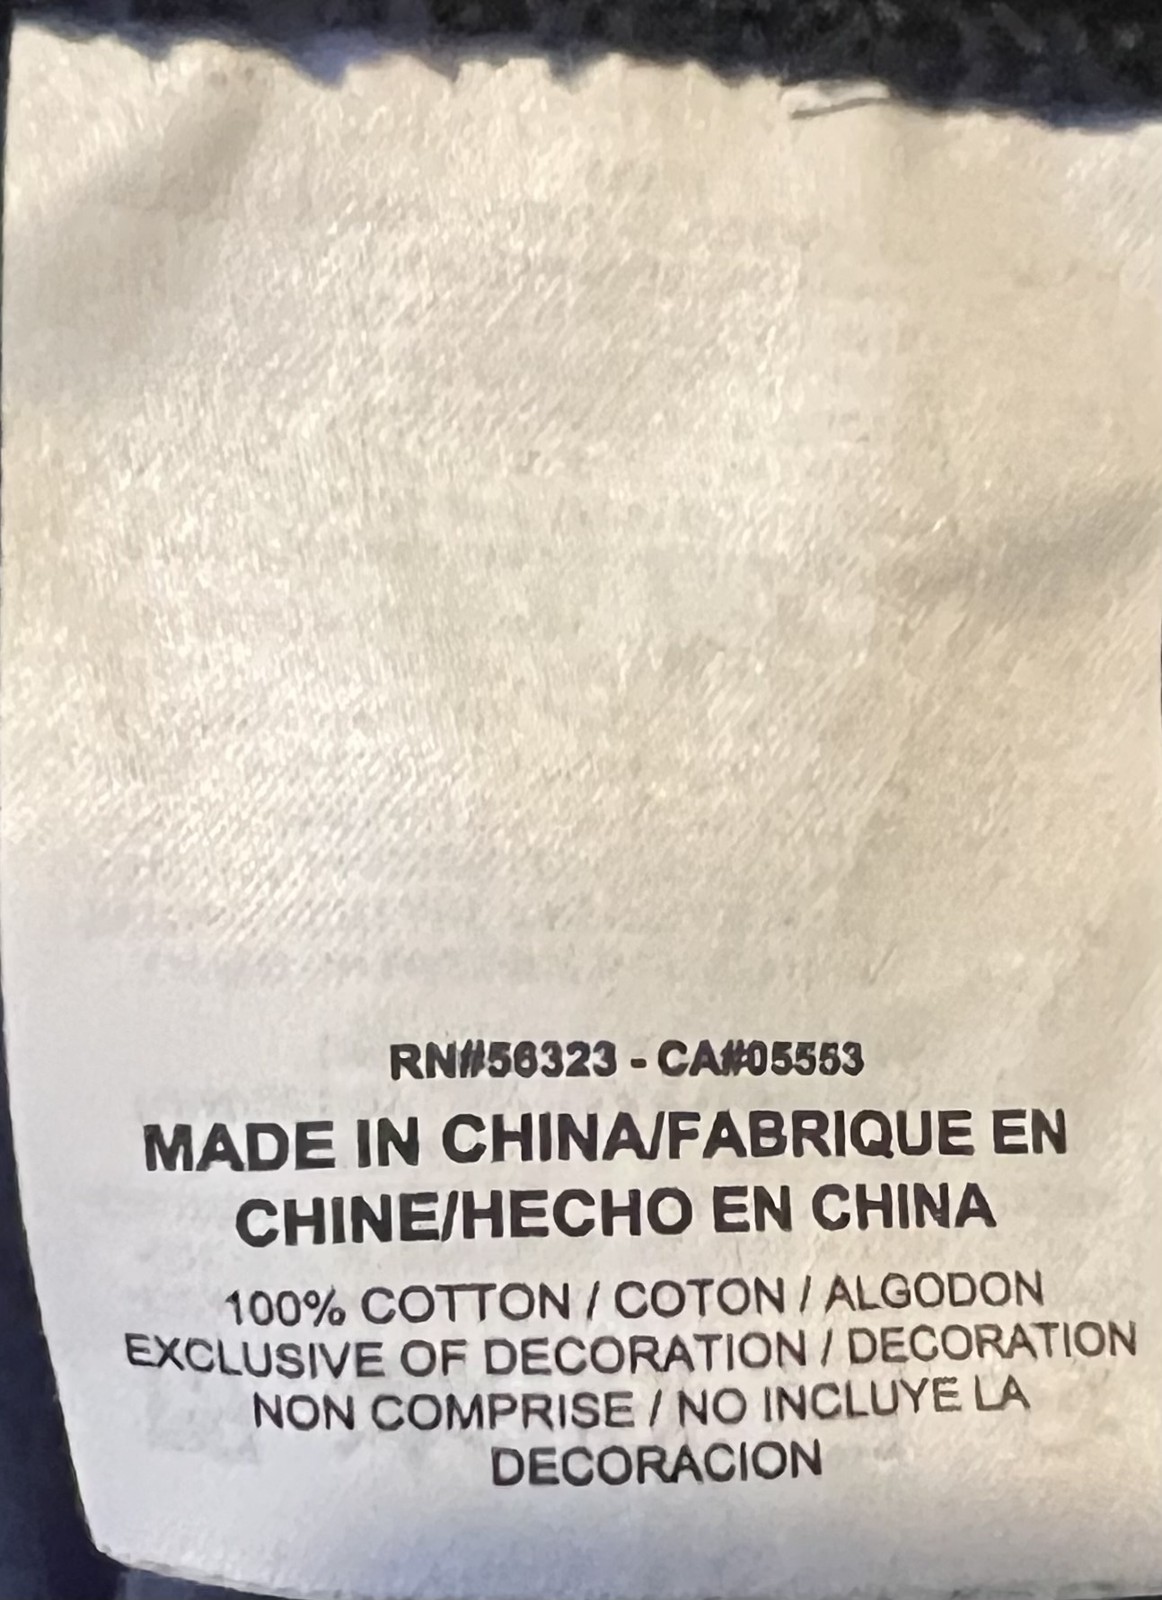 RN#56323 - CA#05553
MADE IN CHINA/FABRIQUE EN
CHINE/HECHO EN CHINA
100% COTTON / COTON / ALGODON
EXCLUSIVE OF DECORATION / DECORATION
NON COMPRISE / NO INCLUYE LA
DECORACION